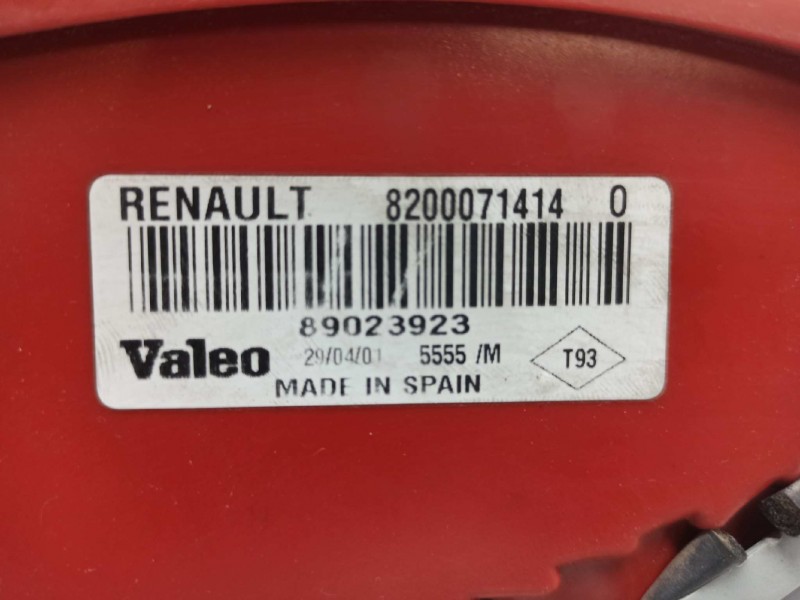 RENAULT 8200071414 0
89023923
Valeo 29/04/01 5555 /M T93
MADE IN SPAIN